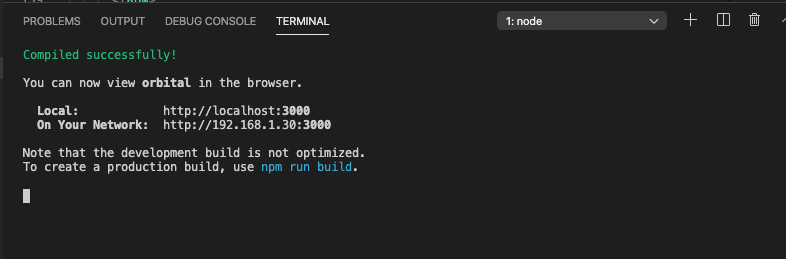 PROBLEMS OUTPUT DEBUG CONSOLE TERMINAL 1: node
Compiled successfully!
You can now view orbital in the browser.
Local: http://localhost:3000
On Your Network: http://192.168.1.30:3000
Note that the development build is not optimized.
To create a production build, use npm run build.